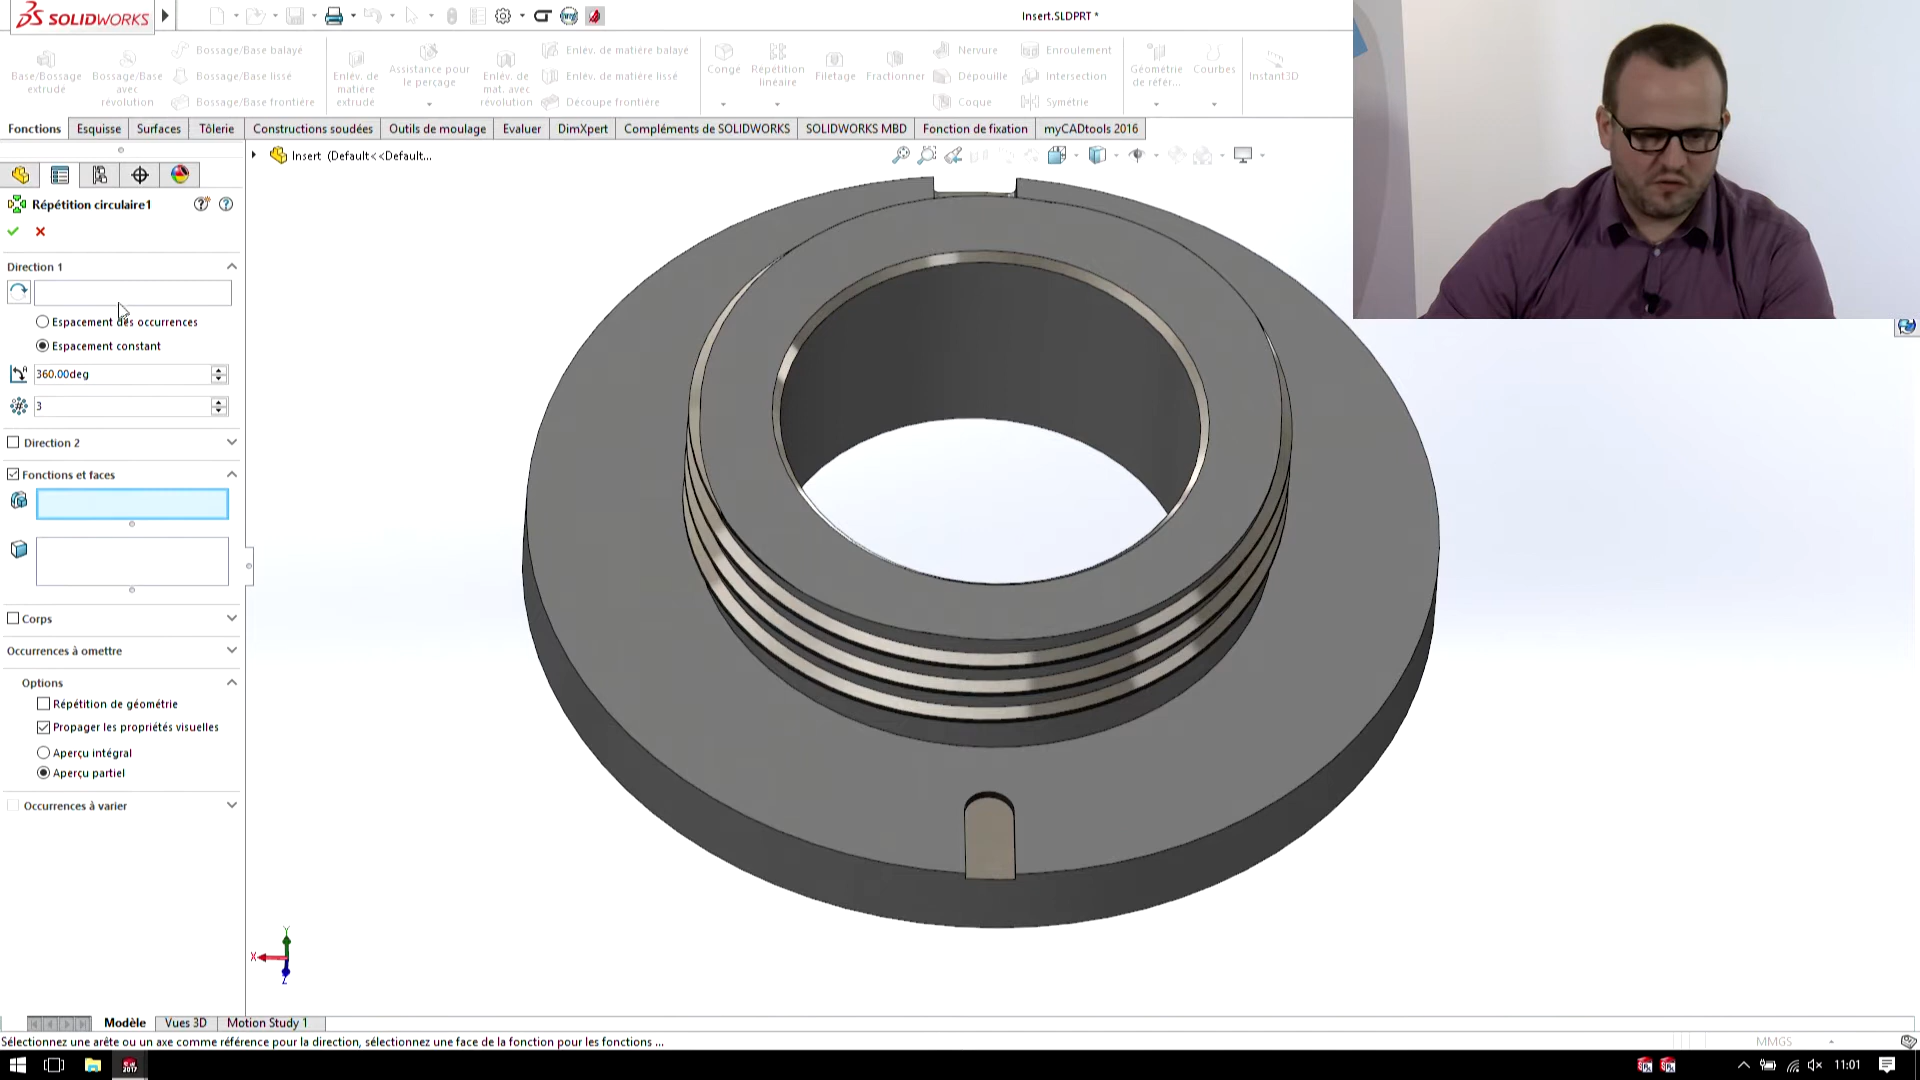 SOLIDWORKS
Insert.SLDPRT *
Base/Bossage extrudé
Bossage/Base avec révolution
Bossage/Base balayé
Bossage/Base lissé
Bossage/Base frontière
Enlèv. de matière extrudé
Assistance pour le perçage
Enlèv. de mat. avec révolution
Enlèv. de matière balayé
Enlèv. de matière lissé
Découpe frontière
Congé
Répétition linéaire
Filetage
Fractionner
Nervure
Dépouille
Coque
Enroulement
Intersection
Symétrie
Géométrie de référ...
Courbes
Instant3D
Fonctions
Esquisse
Surfaces
Tôlerie
Constructions soudées
Outils de moulage
Evaluer
DimXpert
Compléments de SOLIDWORKS
SOLIDWORKS MBD
Fonction de fixation
myCADtools 2016
Insert (Default<<Default...
Répétition circulaire1
Direction 1
Espacement des occurrences
Espacement constant
360.00deg
3
Direction 2
Fonctions et faces
Corps
Occurrences à omettre
Options
Répétition de géométrie
Propager les propriétés visuelles
Aperçu intégral
Aperçu partiel
Occurrences à varier
Y
X
Z
Modèle
Vues 3D
Motion Study 1
Sélectionnez une arête ou un axe comme référence pour la direction, sélectionnez une face de la fonction pour les fonctions ...
MMGS
2017
11:01